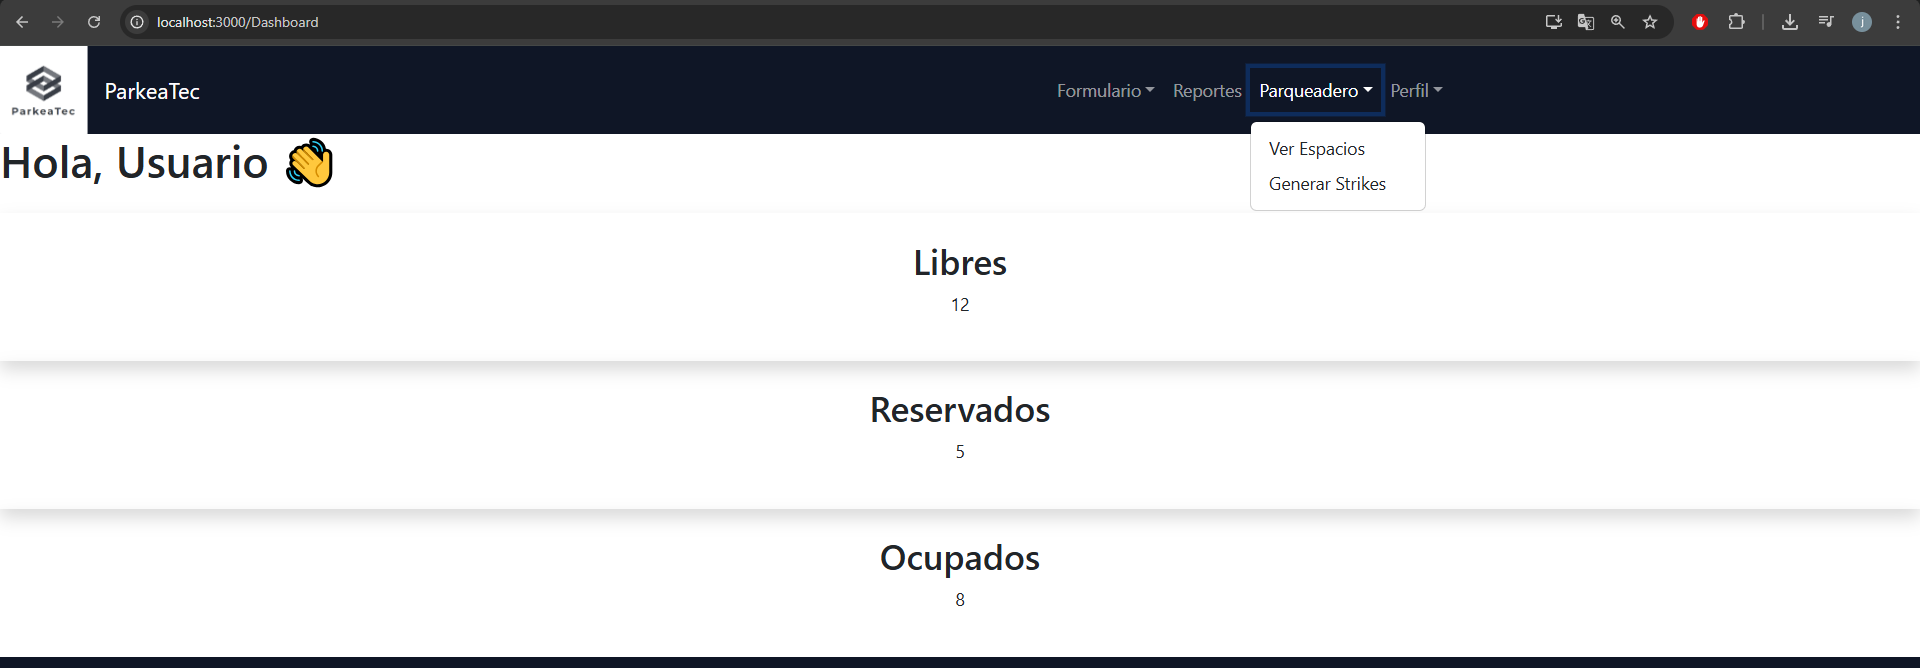 localhost:3000/Dashboard
j
ParkeaTec
ParkeaTec
Formulario
Reportes
Parqueadero
Perfil
Ver Espacios
Generar Strikes
Hola, Usuario 👋
Libres
12
Reservados
5
Ocupados
8